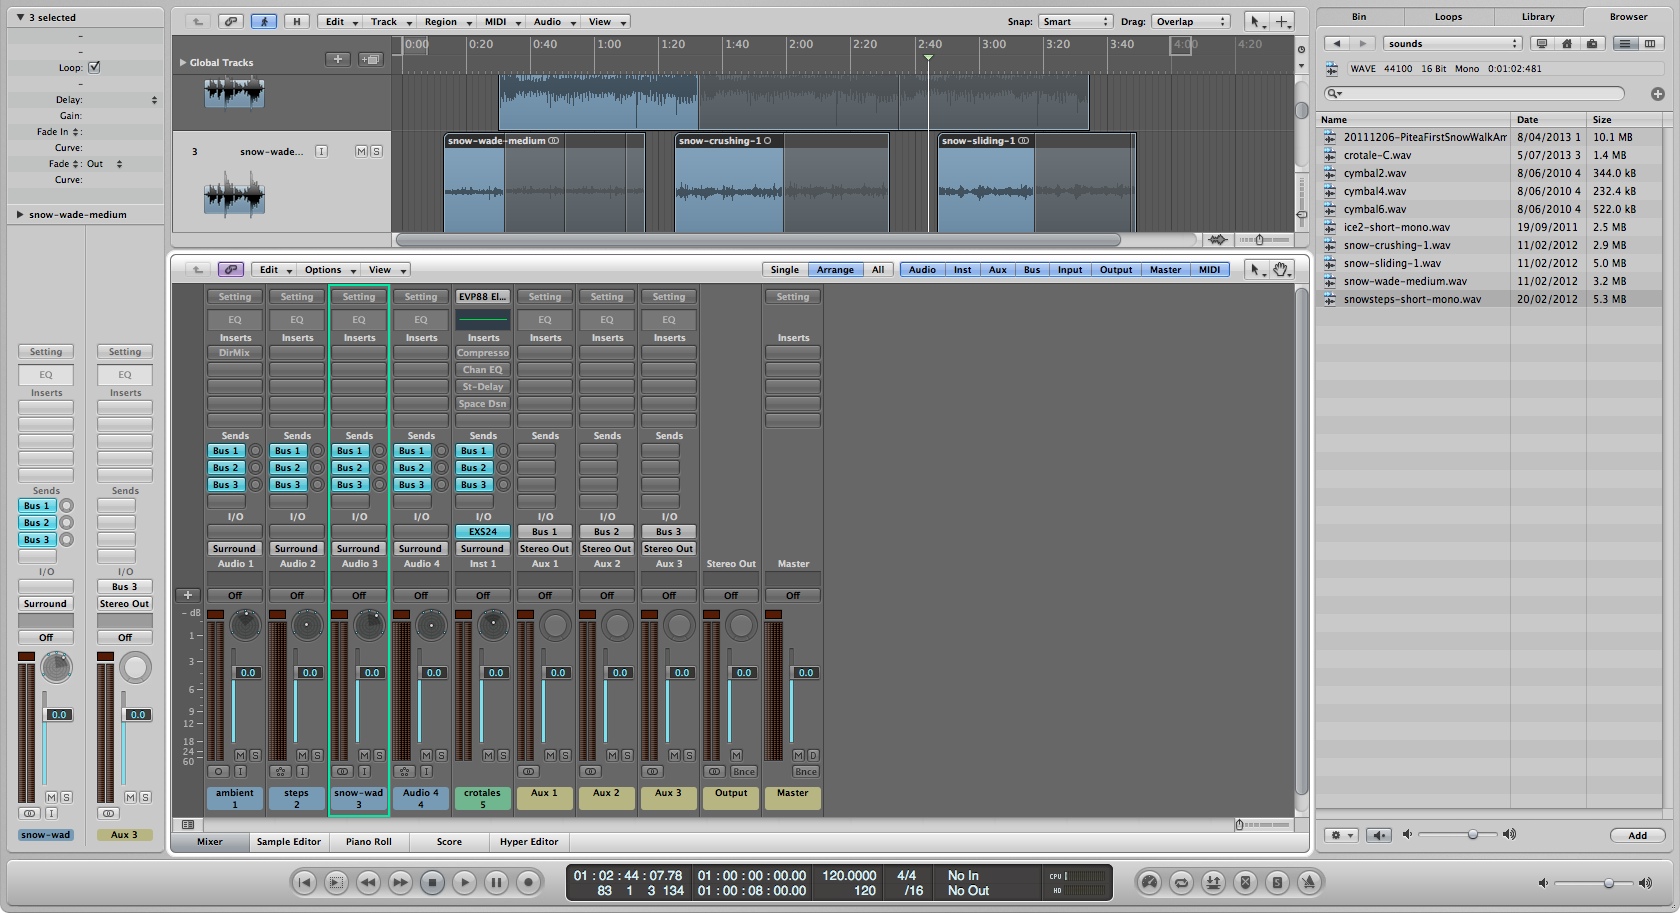 3 selected
Loop:
Delay:
Gain:
Fade In :
Curve:
Fade : Out
Curve:
snow-wade-medium
Setting Setting
EQ EQ
Inserts Inserts
Sends Sends
Bus 1
Bus 2
Bus 3
I/O I/O
Bus 3
Surround Stereo Out
Off Off
0.0 0.0
M S M S
I
snow-wad Aux 3
H Edit Track Region MIDI Audio View Snap: Smart Drag: Overlap
Global Tracks
0:00 0:20 0:40 1:00 1:20 1:40 2:00 2:20 2:40 3:00 3:20 3:40 4:00 4:20
3 snow-wade... I M S
snow-wade-medium snow-crushing-1 snow-sliding-1
Edit Options View Single Arrange All Audio Inst Aux Bus Input Output Master MIDI
Setting Setting Setting Setting EVP88 El... Setting Setting Setting Setting
EQ EQ EQ EQ EQ EQ EQ
Inserts Inserts Inserts Inserts Inserts Inserts Inserts Inserts Inserts
DirMix Compresso
Chan EQ
St-Delay
Space Dsn
Sends Sends Sends Sends Sends Sends Sends Sends
Bus 1 Bus 1 Bus 1 Bus 1 Bus 1
Bus 2 Bus 2 Bus 2 Bus 2 Bus 2
Bus 3 Bus 3 Bus 3 Bus 3 Bus 3
I/O I/O I/O I/O I/O I/O I/O I/O
EXS24 Bus 1 Bus 2 Bus 3
Surround Surround Surround Surround Surround Stereo Out Stereo Out Stereo Out
Audio 1 Audio 2 Audio 3 Audio 4 Inst 1 Aux 1 Aux 2 Aux 3 Stereo Out Master
Off Off Off Off Off Off Off Off Off Off
- dB
1
3
6
9
12
18
24
60
0.0 0.0 0.0 0.0 0.0 0.0 0.0 0.0 0.0 0.0
M S M S M S M S M S M S M S M S M M D
I I I I Bnce Bnce
ambient steps snow-wad Audio 4 crotales Aux 1 Aux 2 Aux 3 Output Master
1 2 3 4 5
Mixer Sample Editor Piano Roll Score Hyper Editor
01:02:44:07.78 01:00:00:00.00 120.0000 4/4 No In CPU
83 1 3 134 01:00:08:00.00 120 /16 No Out HD
Bin Loops Library Browser
sounds
WAVE 44100 16 Bit Mono 0:01:02:481
Name Date Size
20111206-PiteaFirstSnowWalkAm 8/04/2013 1 10.1 MB
crotale-C.wav 5/07/2013 3 1.4 MB
cymbal2.wav 8/06/2010 4 344.0 kB
cymbal4.wav 8/06/2010 4 232.4 kB
cymbal6.wav 8/06/2010 4 522.0 kB
ice2-short-mono.wav 19/09/2011 2.5 MB
snow-crushing-1.wav 11/02/2012 2.9 MB
snow-sliding-1.wav 11/02/2012 5.0 MB
snow-wade-medium.wav 11/02/2012 3.2 MB
snowsteps-short-mono.wav 20/02/2012 5.3 MB
Add